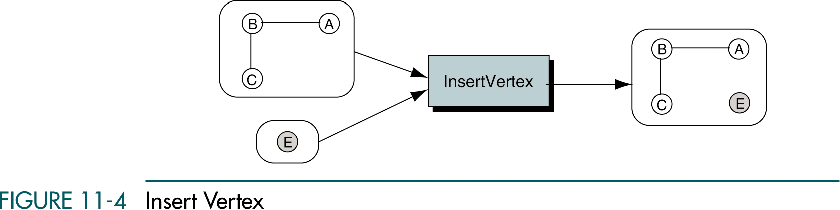 B A
C
InsertVertex
B A
C E
E
FIGURE 11-4 Insert Vertex